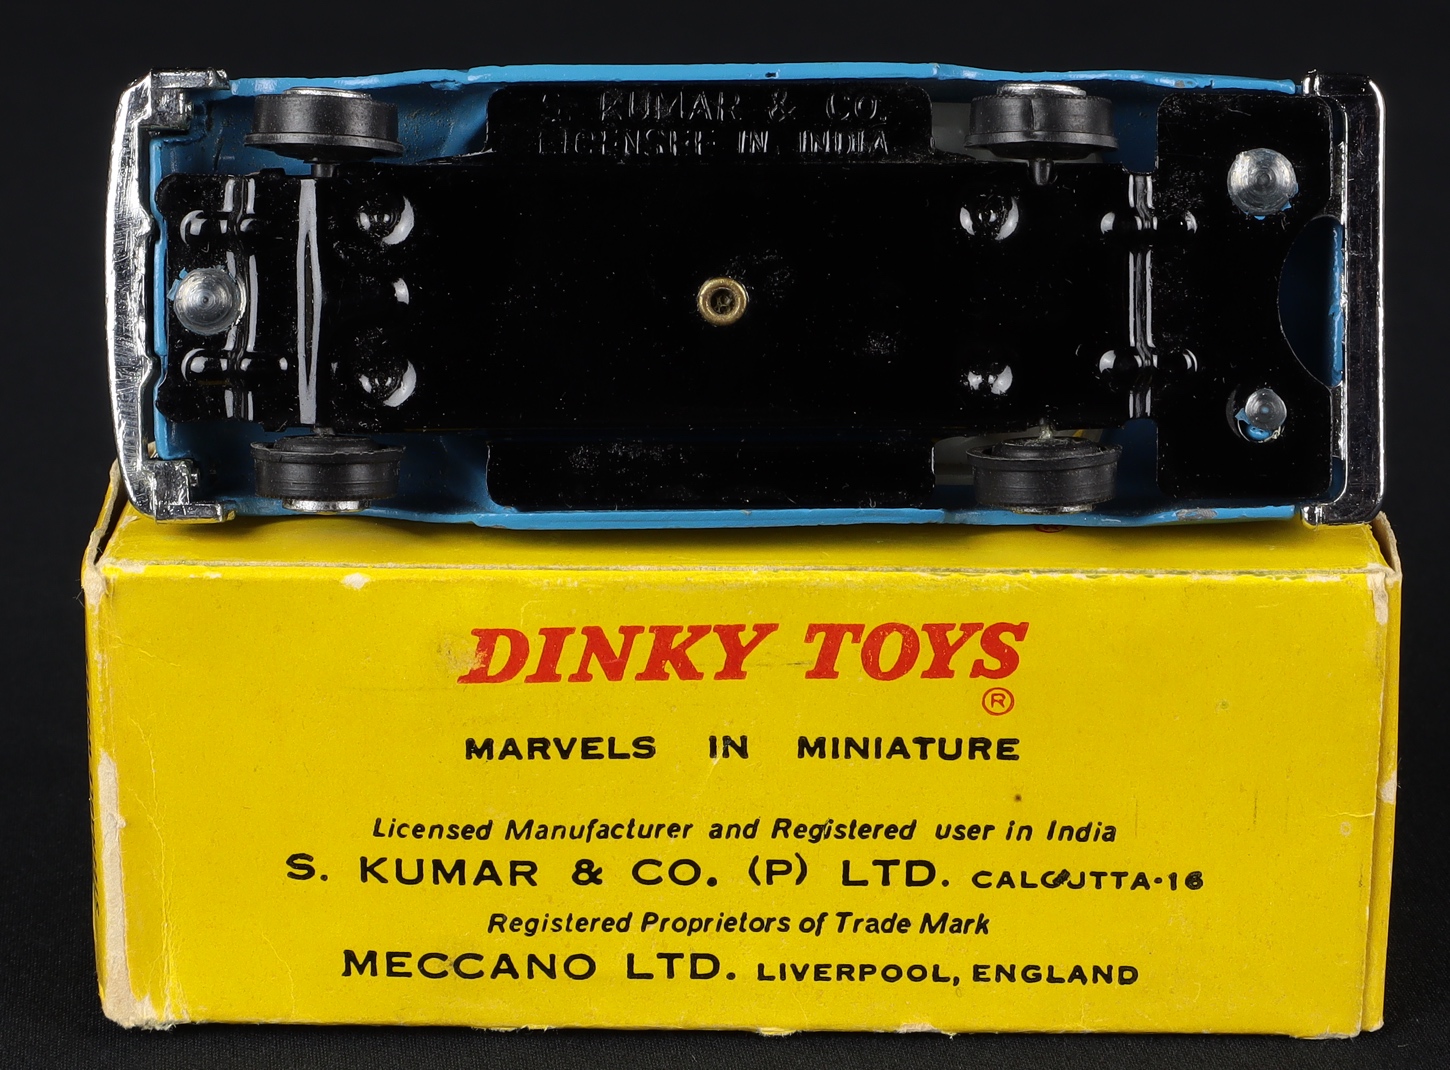 S. KUMAR & CO.
LICENSEE IN INDIA
DINKY TOYS
®
MARVELS IN MINIATURE
Licensed Manufacturer and Registered user in India
S. KUMAR & CO. (P) LTD. CALCUTTA-16
Registered Proprietors of Trade Mark
MECCANO LTD. LIVERPOOL, ENGLAND